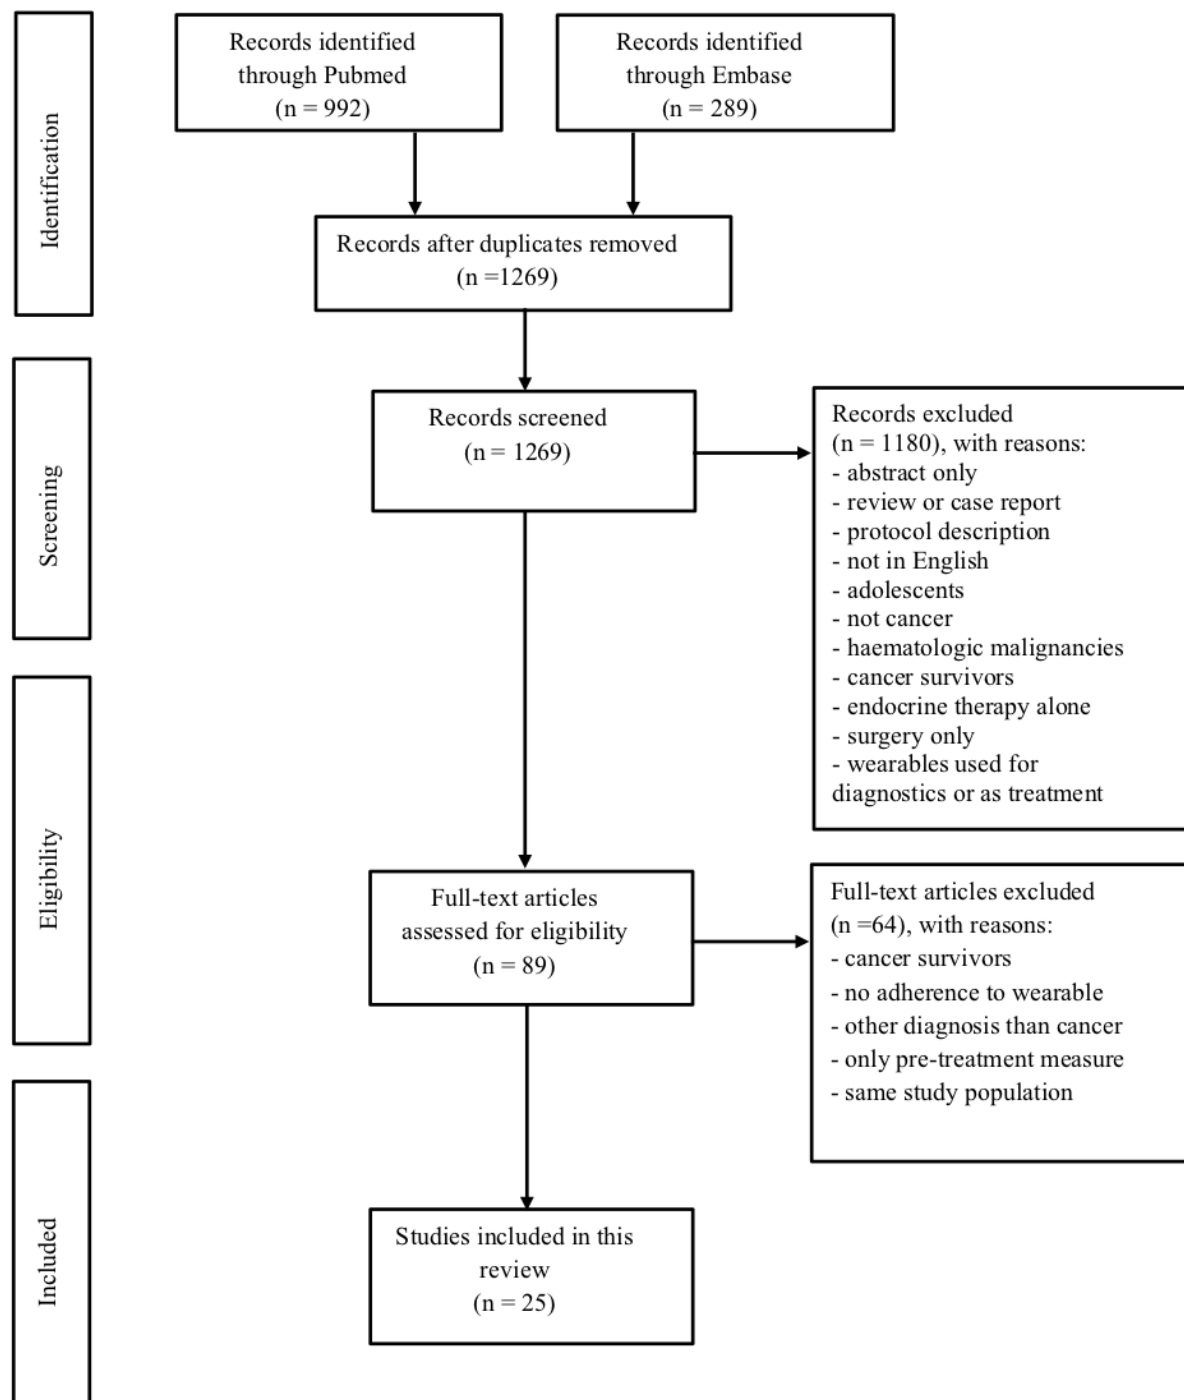 Identification
Records identified
through Pubmed
(n = 992)
Records identified
through Embase
(n = 289)
Records after duplicates removed
(n =1269)
Screening
Records screened
(n = 1269)
Records excluded
(n = 1180), with reasons:
- abstract only
- review or case report
- protocol description
- not in English
- adolescents
- not cancer
- haematologic malignancies
- cancer survivors
- endocrine therapy alone
- surgery only
- wearables used for
diagnostics or as treatment
Eligibility
Full-text articles
assessed for eligibility
(n = 89)
Full-text articles excluded
(n =64), with reasons:
- cancer survivors
- no adherence to wearable
- other diagnosis than cancer
- only pre-treatment measure
- same study population
Included
Studies included in this
review
(n = 25)